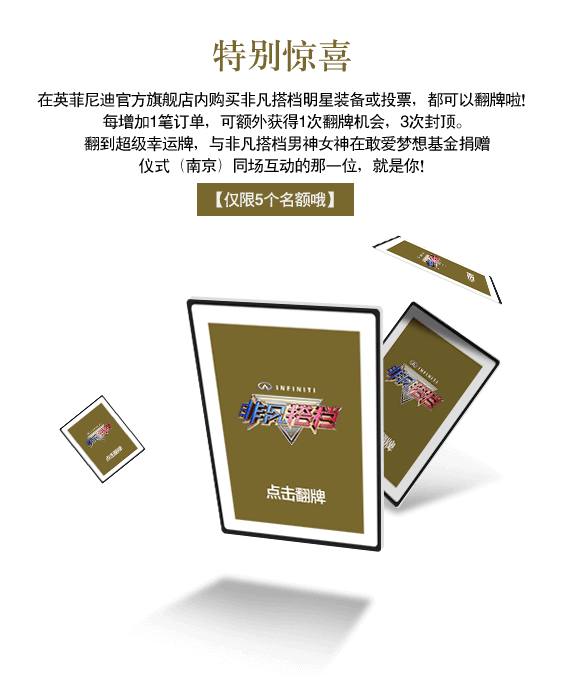 特别惊喜
在英菲尼迪官方旗舰店内购买非凡搭档明星装备或投票，都可以翻牌啦!
每增加1笔订单，可额外获得1次翻牌机会，3次封顶。
翻到超级幸运牌，与非凡搭档男神女神在敢爱梦想基金捐赠
仪式（南京）同场互动的那一位，就是你!
【仅限5个名额哦】
INFINITI
非凡搭档
点击翻牌
非凡搭档
非凡搭档
点击翻牌